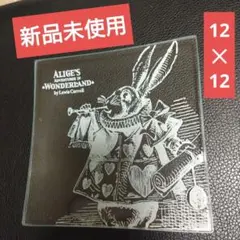 新品未使用
12
×
12
ALICE'S
ADVENTURES IN
WONDERLAND
by Lewis Carroll